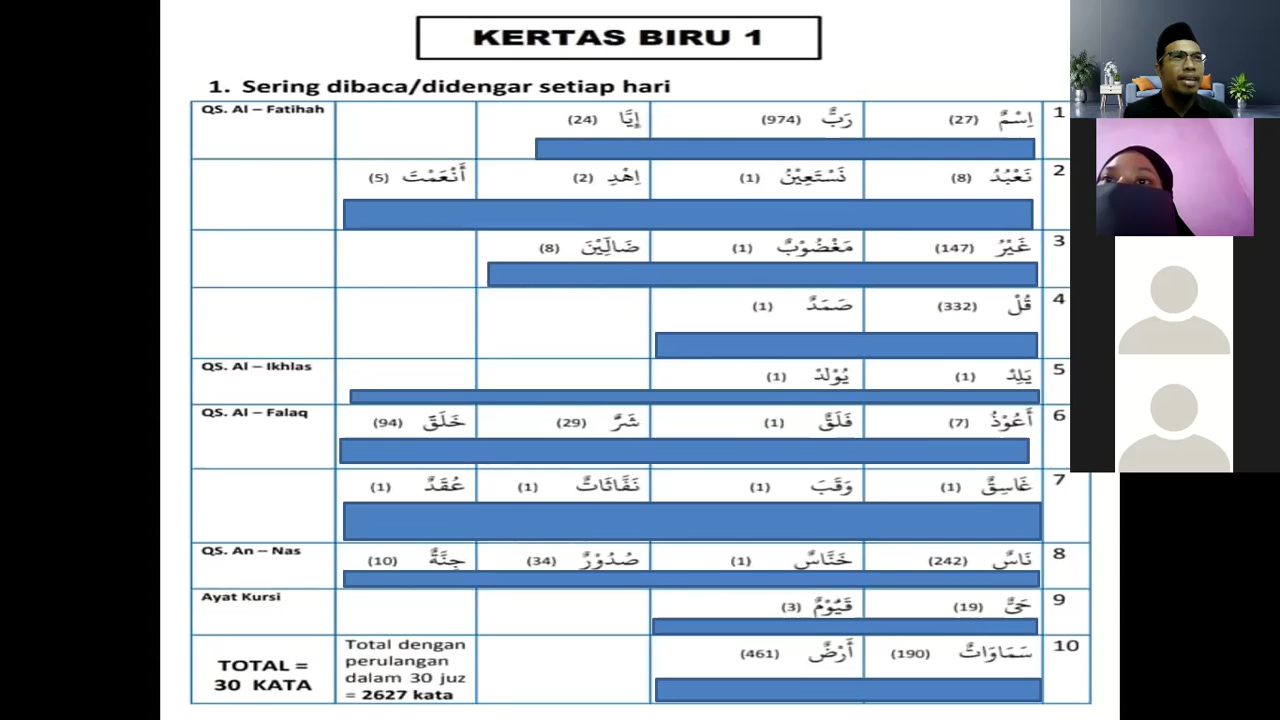 KERTAS BIRU 1
1. Sering dibaca/didengar setiap hari
QS. Al – Fatihah إِيَّا (24) رَبٌّ (974) اِسْمٌ (27) 1
أَنْعَمْتَ (5) اِهْدِ (2) نَسْتَعِيْنُ (1) نَعْبُدُ (8) 2
ضَالِّيْنَ (8) مَغْضُوْبٌ (1) غَيْرُ (147) 3
صَمَدٌ (1) قُلْ (332) 4
QS. Al – Ikhlas يُوْلَدْ (1) يَلِدْ (1) 5
QS. Al – Falaq خَلَقَ (94) شَرٌّ (29) فَلَقٌ (1) أَعُوْذُ (7) 6
عُقَدٌ (1) نَفَّاثَاتٌ (1) وَقَبَ (1) غَاسِقٌ (1) 7
QS. An – Nas جِنَّةٌ (10) صُدُوْرٌ (34) خَنَّاسٌ (1) نَاسٌ (242) 8
Ayat Kursi قَيُّوْمٌ (3) حَيٌّ (19) 9
أَرْضٌ (461) سَمَاوَاتٌ (190) 10
TOTAL =
30 KATA
Total dengan
perulangan
dalam 30 juz
= 2627 kata